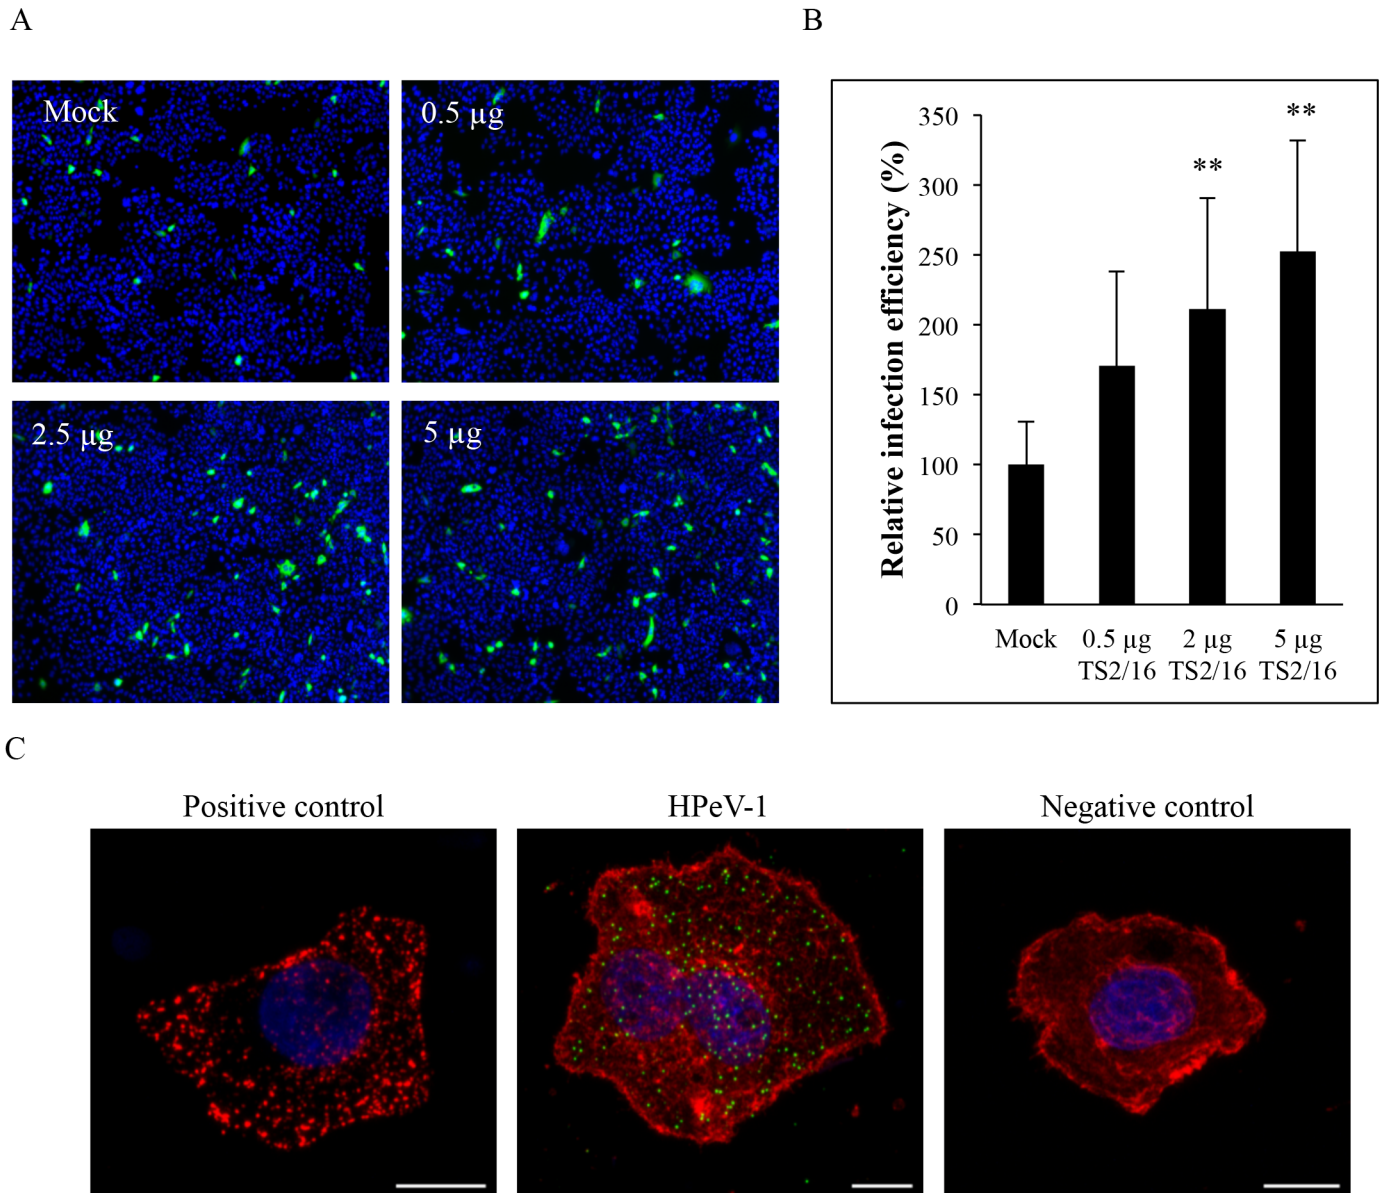 A
B
Mock
0.5 µg
2.5 µg
5 µg
Relative infection efficiency (%)
350
300
250
200
150
100
50
0
**
**
Mock
0.5 µg
TS2/16
2 µg
TS2/16
5 µg
TS2/16
C
Positive control
HPeV-1
Negative control